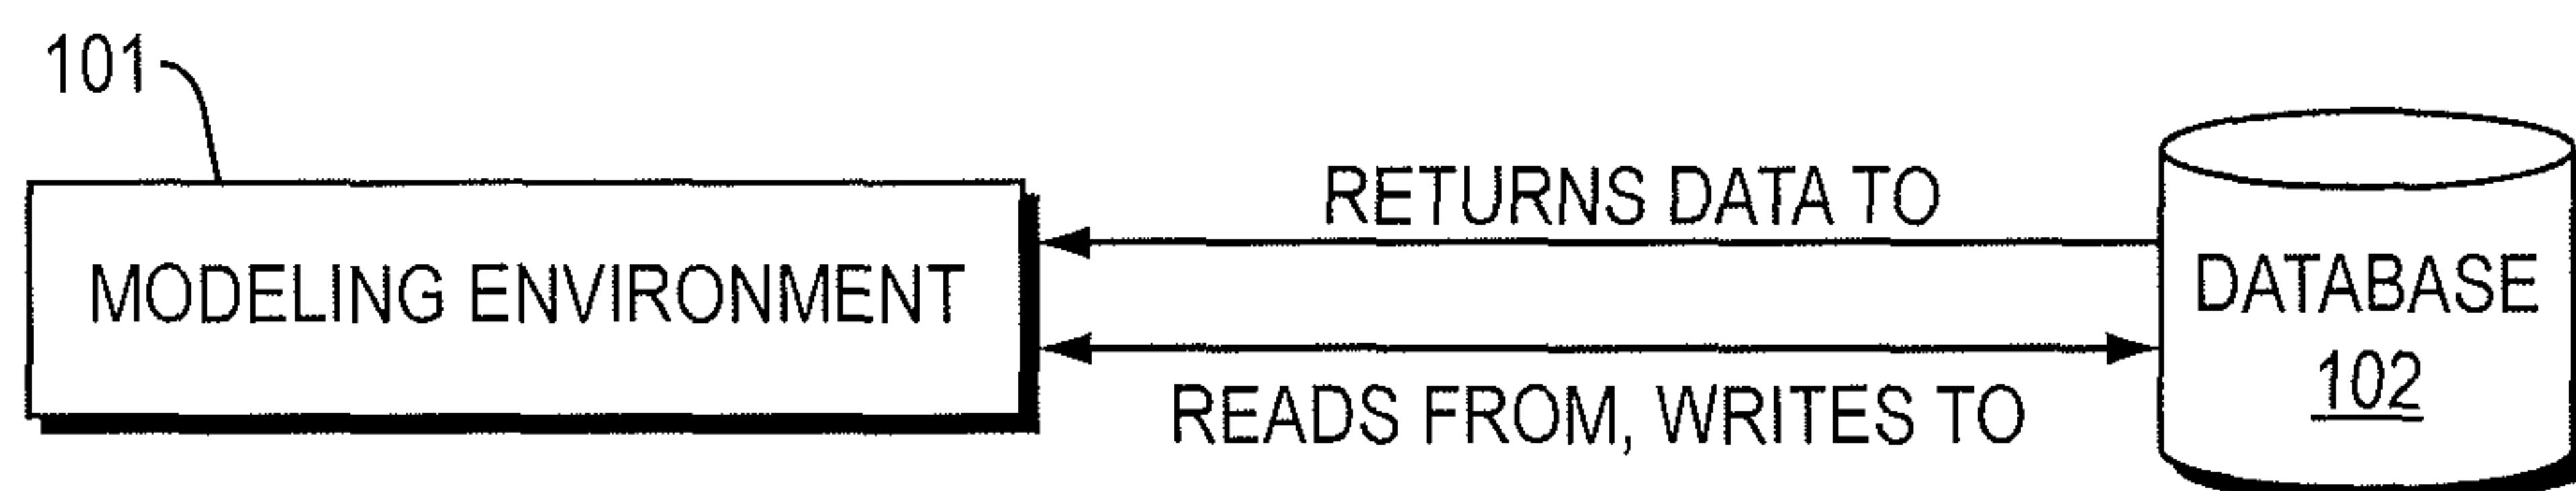 101
RETURNS DATA TO
MODELING ENVIRONMENT
DATABASE
102
READS FROM, WRITES TO